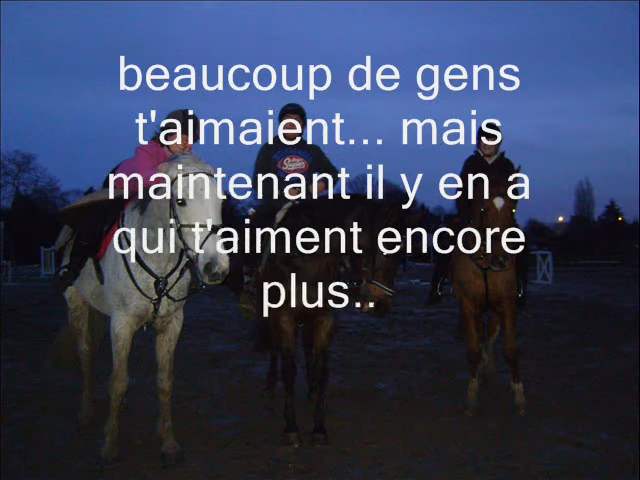 beaucoup de gens
t'aimaient... mais
maintenant il y en a
qui t'aiment encore
plus..